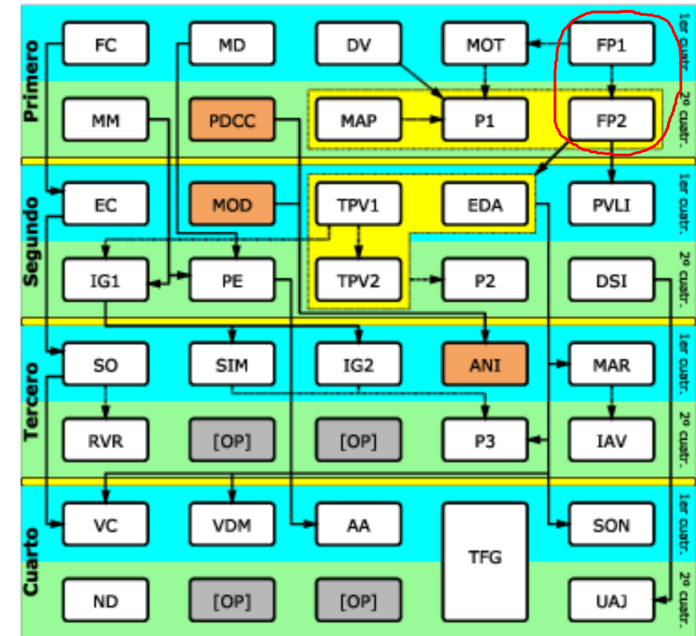 Primero
FC MD DV MOT FP1
1er cuatr.
MM PDCC MAP P1 FP2
2º cuatr.
Segundo
EC MOD TPV1 EDA PVLI
1er cuatr.
IG1 PE TPV2 P2 DSI
2º cuatr.
Tercero
SO SIM IG2 ANI MAR
1er cuatr.
RVR [OP] [OP] P3 IAV
2º cuatr.
Cuarto
VC VDM AA TFG SON
1er cuatr.
ND [OP] [OP] UAJ
2º cuatr.